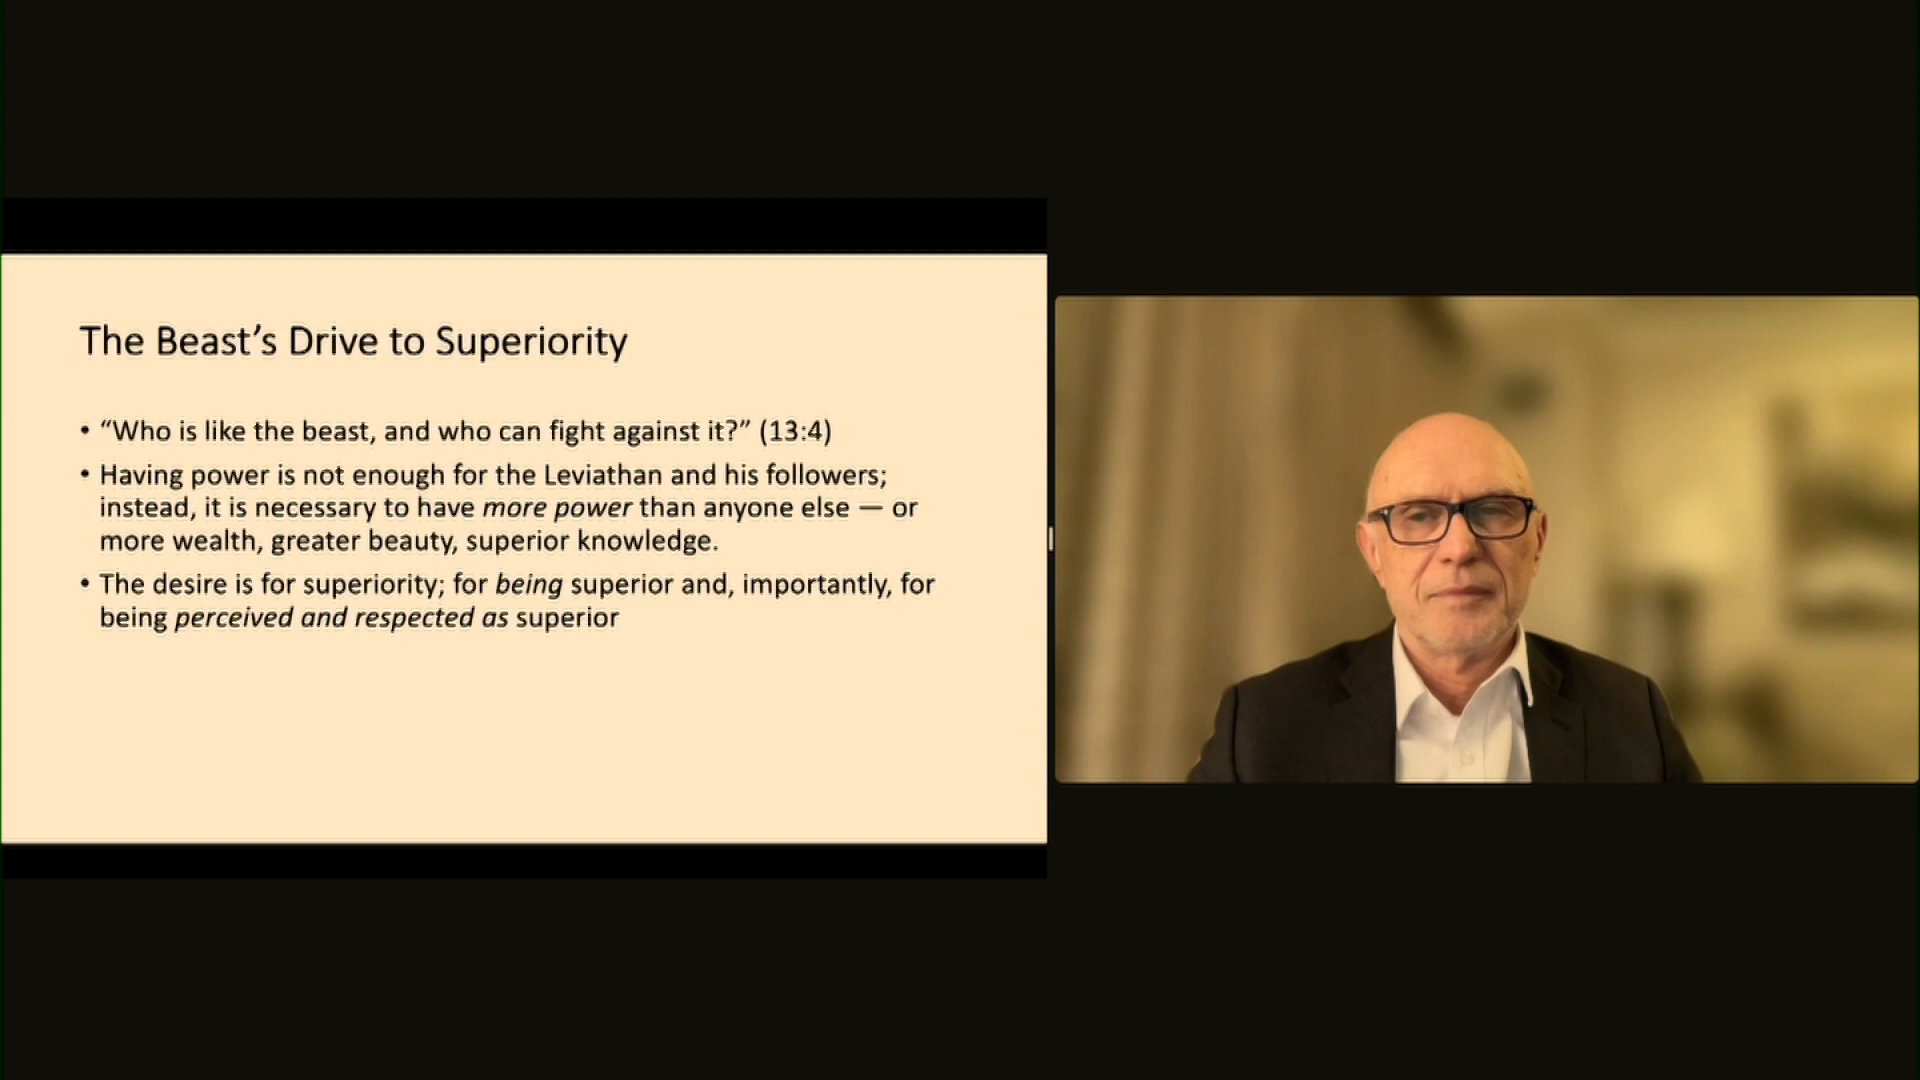 The Beast’s Drive to Superiority
• “Who is like the beast, and who can fight against it?” (13:4)
• Having power is not enough for the Leviathan and his followers;
instead, it is necessary to have more power than anyone else — or
more wealth, greater beauty, superior knowledge.
• The desire is for superiority; for being superior and, importantly, for
being perceived and respected as superior